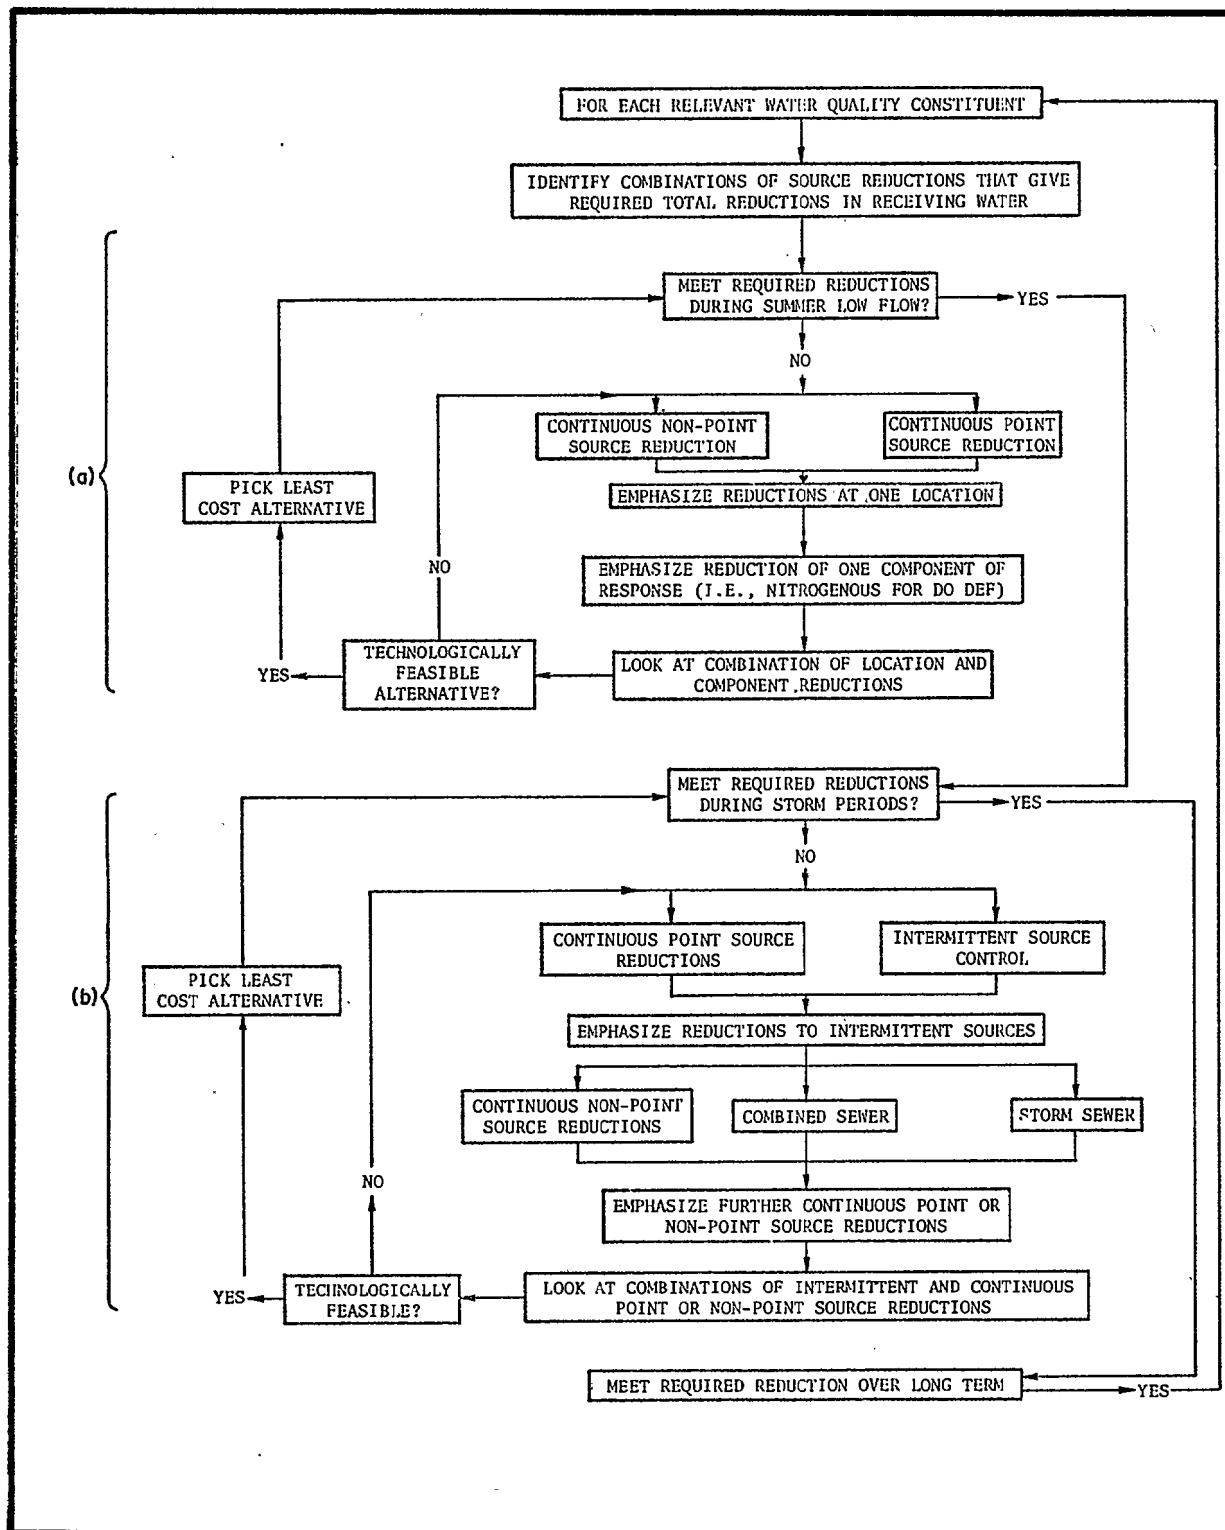 FOR EACH RELEVANT WATER QUALITY CONSTITUENT
IDENTIFY COMBINATIONS OF SOURCE REDUCTIONS THAT GIVE
REQUIRED TOTAL REDUCTIONS IN RECEIVING WATER
(a)
MEET REQUIRED REDUCTIONS
DURING SUMMER LOW FLOW?
YES
NO
CONTINUOUS NON-POINT
SOURCE REDUCTION
CONTINUOUS POINT
SOURCE REDUCTION
PICK LEAST
COST ALTERNATIVE
EMPHASIZE REDUCTIONS AT ONE LOCATION
NO
EMPHASIZE REDUCTION OF ONE COMPONENT OF
RESPONSE (I.E., NITROGENOUS FOR DO DEF)
YES
TECHNOLOGICALLY
FEASIBLE
ALTERNATIVE?
LOOK AT COMBINATION OF LOCATION AND
COMPONENT REDUCTIONS
(b)
MEET REQUIRED REDUCTIONS
DURING STORM PERIODS?
YES
NO
CONTINUOUS POINT SOURCE
REDUCTIONS
INTERMITTENT SOURCE
CONTROL
PICK LEAST
COST ALTERNATIVE
EMPHASIZE REDUCTIONS TO INTERMITTENT SOURCES
CONTINUOUS NON-POINT
SOURCE REDUCTIONS
COMBINED SEWER
STORM SEWER
NO
EMPHASIZE FURTHER CONTINUOUS POINT OR
NON-POINT SOURCE REDUCTIONS
YES
TECHNOLOGICALLY
FEASIBLE?
LOOK AT COMBINATIONS OF INTERMITTENT AND CONTINUOUS
POINT OR NON-POINT SOURCE REDUCTIONS
MEET REQUIRED REDUCTION OVER LONG TERM
YES